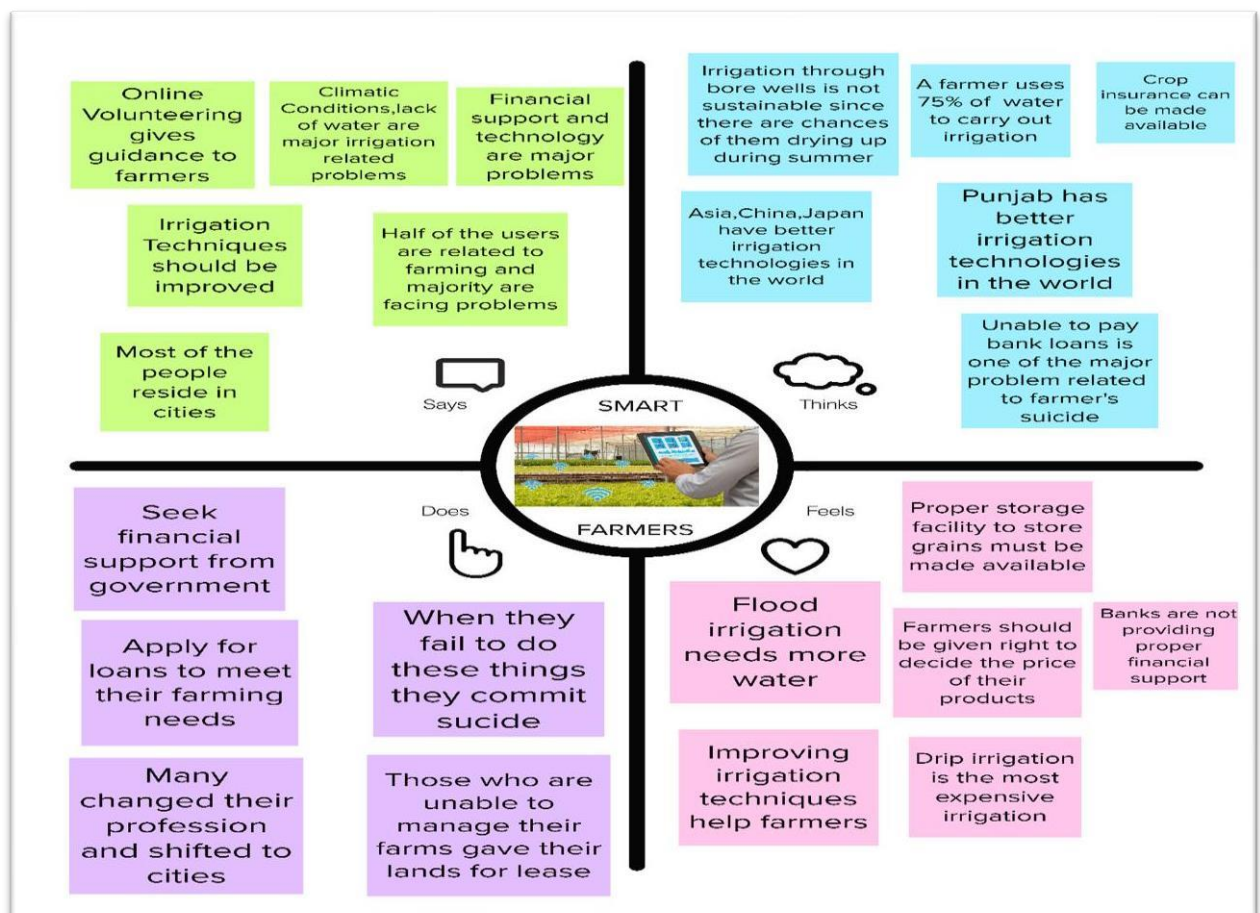 Online
Volunteering
gives
guidance to
farmers
Climatic
Conditions,lack
of water are
major irrigation
related
problems
Financial
support and
technology
are major
problems
Irrigation
Techniques
should be
improved
Half of the users
are related to
farming and
majority are
facing problems
Most of the
people
reside in
cities
Says
Irrigation through
bore wells is not
sustainable since
there are chances
of them drying up
during summer
A farmer uses
75% of water
to carry out
irrigation
Crop
insurance can
be made
available
Asia,China,Japan
have better
irrigation
technologies in
the world
Punjab has
better
irrigation
technologies
in the world
Unable to pay
bank loans is
one of the major
problem related
to farmer's
suicide
Thinks
SMART
FARMERS
Does
Seek
financial
support from
government
Apply for
loans to meet
their farming
needs
Many
changed their
profession
and shifted to
cities
When they
fail to do
these things
they commit
sucide
Those who are
unable to
manage their
farms gave their
lands for lease
Feels
Proper storage
facility to store
grains must be
made available
Flood
irrigation
needs more
water
Farmers should
be given right to
decide the price
of their
products
Banks are not
providing
proper
financial
support
Improving
irrigation
techniques
help farmers
Drip irrigation
is the most
expensive
irrigation